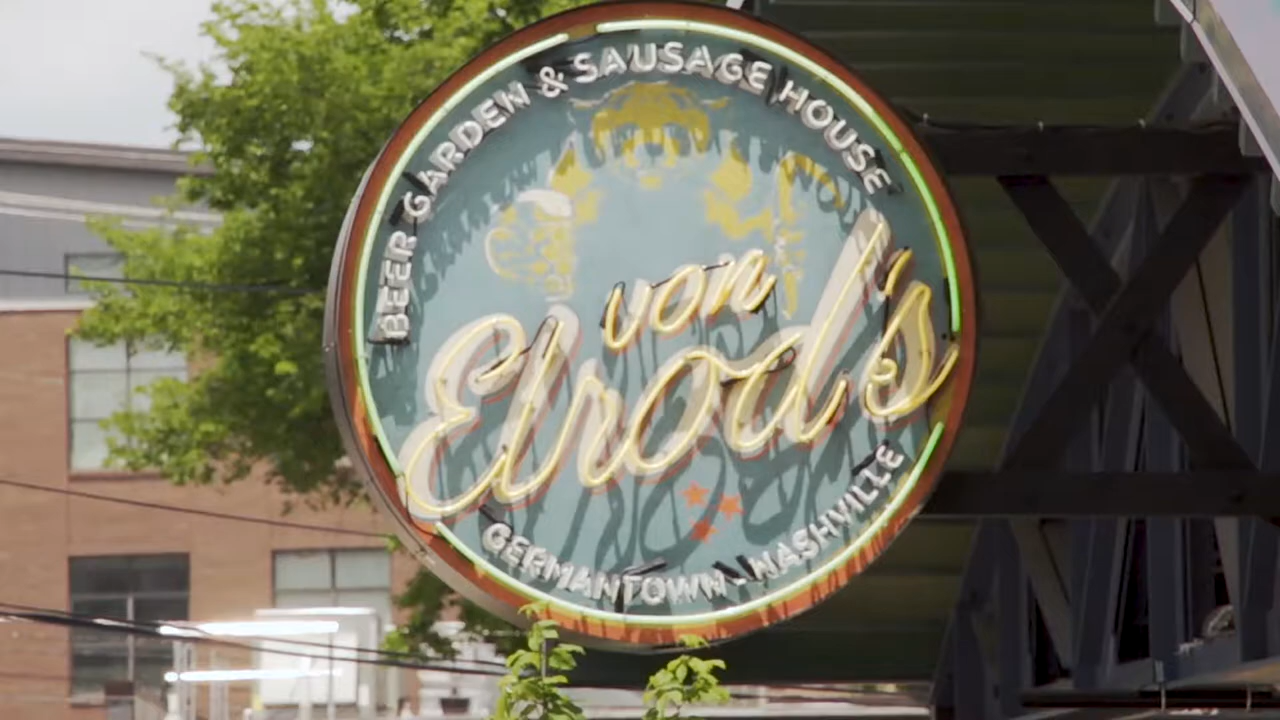 BEER GARDEN & SAUSAGE HOUSE
von
Elrod's
GERMANTOWN - NASHVILLE